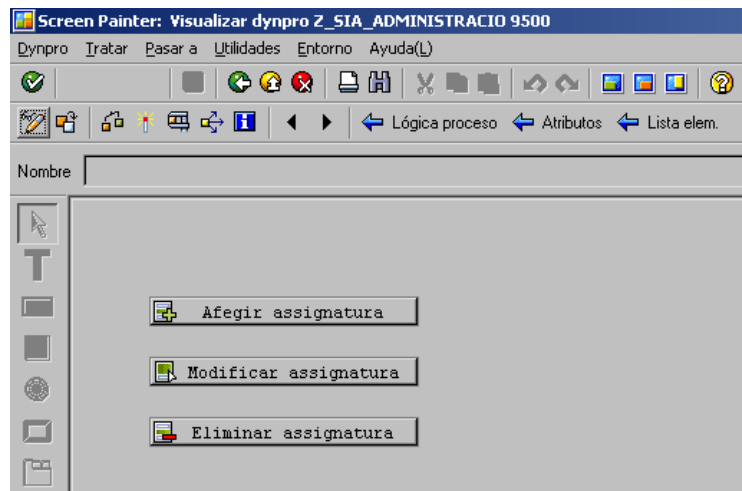 Screen Painter: Visualizar dynpro Z_SIA_ADMINISTRACIO 9500
Dynpro Tratar Pasar a Utilidades Entorno Ayuda(L)
Lógica proceso Atributos Lista elem.
Nombre
T
Afegir assignatura
Modificar assignatura
Eliminar assignatura